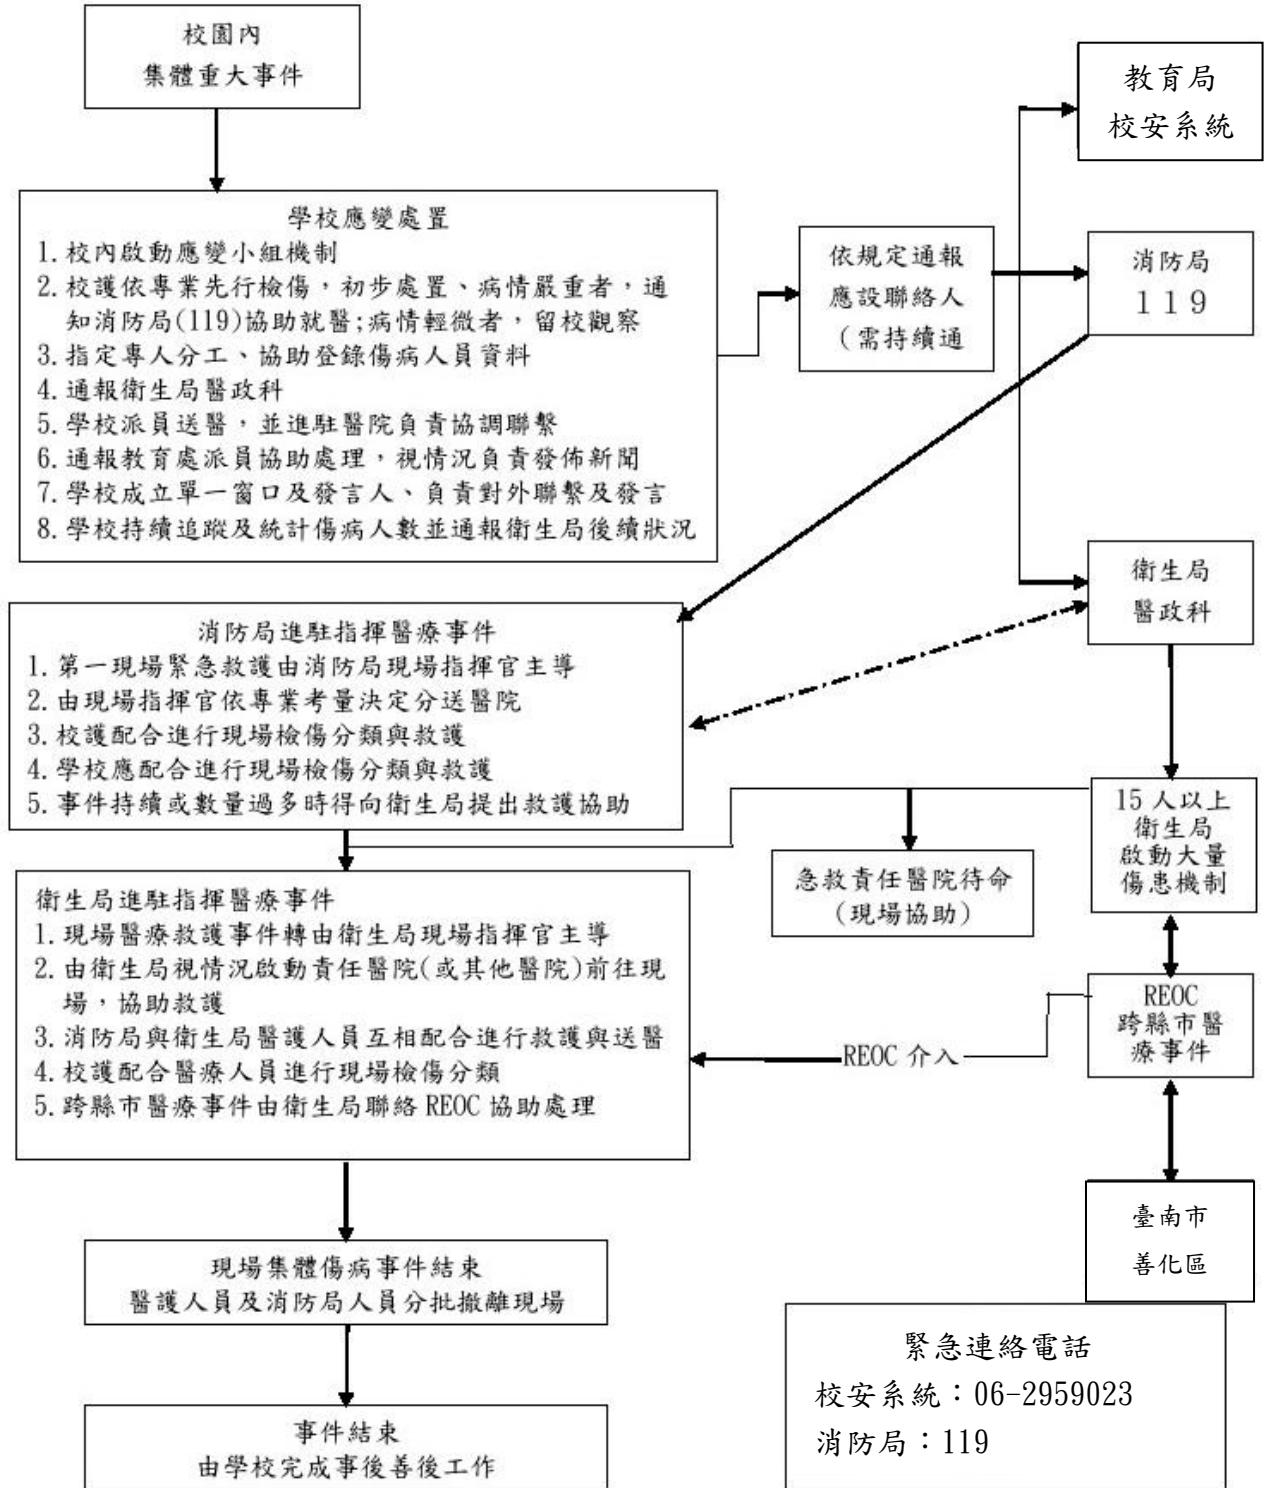 校園內
集體重大事件
教育局
校安系統
學校應變處置
1.校內啟動應變小組機制
2.校護依專業先行檢傷，初步處置、病情嚴重者，通
知消防局(119)協助就醫;病情輕微者，留校觀察
3.指定專人分工、協助登錄傷病人員資料
4.通報衛生局醫政科
5.學校派員送醫，並進駐醫院負責協調聯繫
6.通報教育處派員協助處理，視情況負責發佈新聞
7.學校成立單一窗口及發言人、負責對外聯繫及發言
8.學校持續追蹤及統計傷病人數並通報衛生局後續狀況
依規定通報
應設聯絡人
（需持續通
消防局
１１９
衛生局
醫政科
消防局進駐指揮醫療事件
1.第一現場緊急救護由消防局現場指揮官主導
2.由現場指揮官依專業考量決定分送醫院
3.校護配合進行現場檢傷分類與救護
4.學校應配合進行現場檢傷分類與救護
5.事件持續或數量過多時得向衛生局提出救護協助
15人以上
衛生局
啟動大量
傷患機制
急救責任醫院待命
（現場協助）
衛生局進駐指揮醫療事件
1.現場醫療救護事件轉由衛生局現場指揮官主導
2.由衛生局視情況啟動責任醫院(或其他醫院)前往現
場，協助救護
3.消防局與衛生局醫護人員互相配合進行救護與送醫
4.校護配合醫療人員進行現場檢傷分類
5.跨縣市醫療事件由衛生局聯絡REOC協助處理
REOC
跨縣市醫
療事件
REOC 介入
臺南市
善化區
現場集體傷病事件結束
醫護人員及消防局人員分批撤離現場
事件結束
由學校完成事後善後工作
緊急連絡電話
校安系統：06-2959023
消防局：119